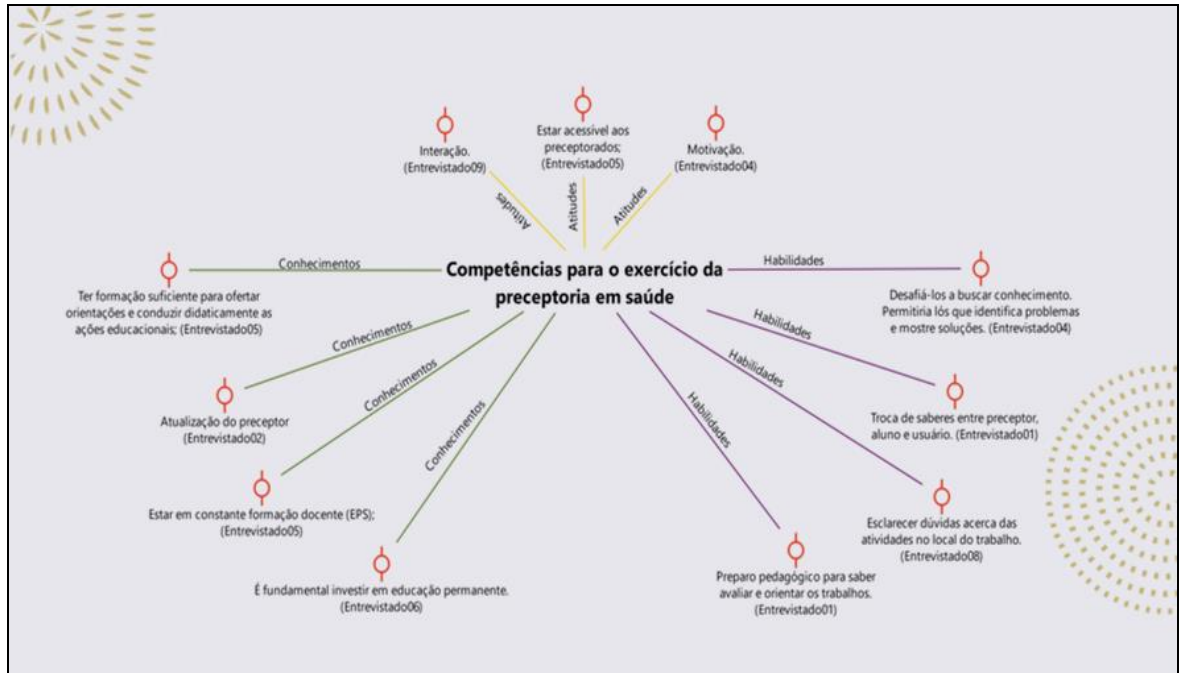 Interação.
(Entrevistado09)
Estar acessível aos
preceptorados;
(Entrevistado05)
Motivação.
(Entrevistado04)
Atitudes
Atitudes
Atitudes
Competências para o exercício da
preceptoria em saúde
Conhecimentos
Ter formação suficiente para ofertar
orientações e conduzir didaticamente as
ações educacionais; (Entrevistado05)
Conhecimentos
Atualização do preceptor
(Entrevistado02)
Conhecimentos
Estar em constante formação docente (EPS);
(Entrevistado05)
Conhecimentos
É fundamental investir em educação permanente.
(Entrevistado06)
Habilidades
Desafiá-los a buscar conhecimento.
Permitiria lós que identifica problemas
e mostre soluções. (Entrevistado04)
Habilidades
Troca de saberes entre preceptor,
aluno e usuário. (Entrevistado01)
Habilidades
Esclarecer dúvidas acerca das
atividades no local do trabalho.
(Entrevistado08)
Habilidades
Preparo pedagógico para saber
avaliar e orientar os trabalhos.
(Entrevistado01)